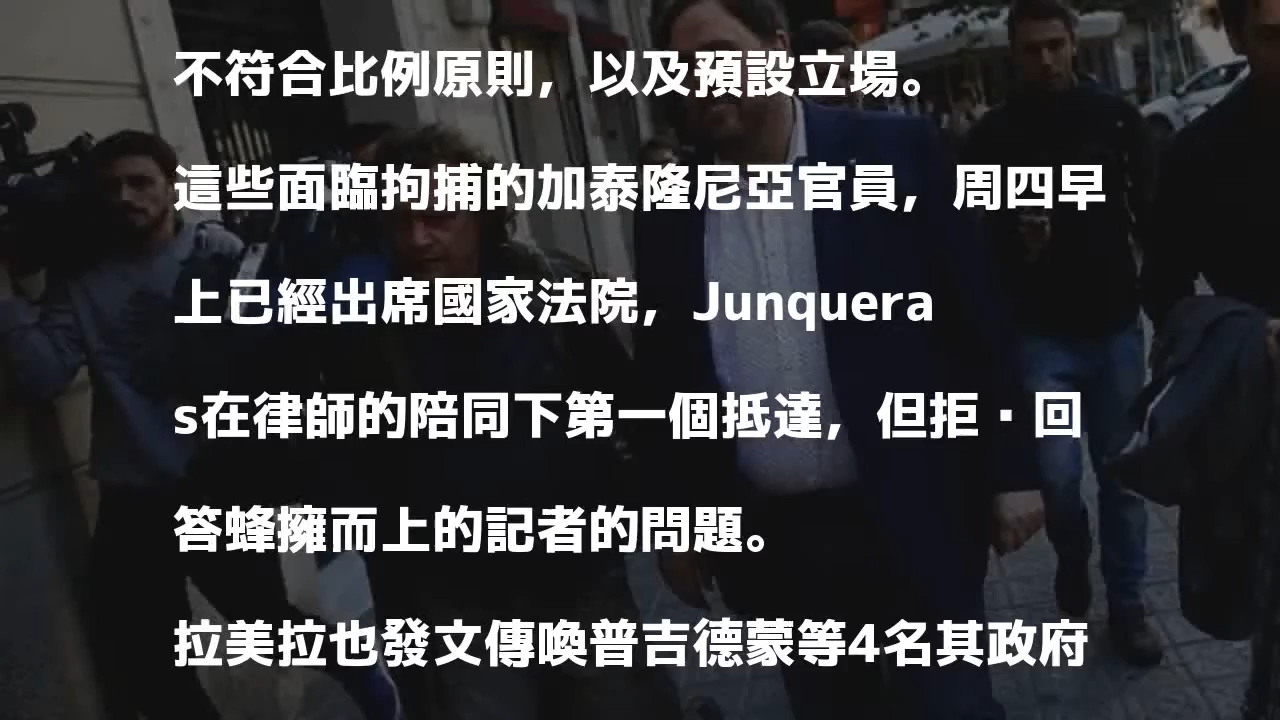 不符合比例原則，以及預設立場。
這些面臨拘捕的加泰隆尼亞官員，周四早
上已經出席國家法院，Junquera
s在律師的陪同下第一個抵達，但拒·回
答蜂擁而上的記者的問題。
拉美拉也發文傳喚普吉德蒙等4名其政府